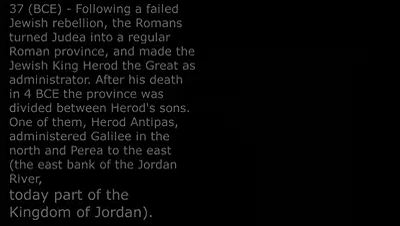 37 (BCE) - Following a failed
Jewish rebellion, the Romans
turned Judea into a regular
Roman province, and made the
Jewish King Herod the Great as
administrator. After his death
in 4 BCE the province was
divided between Herod's sons.
One of them, Herod Antipas,
administered Galilee in the
north and Perea to the east
(the east bank of the Jordan
River,
today part of the
Kingdom of Jordan).